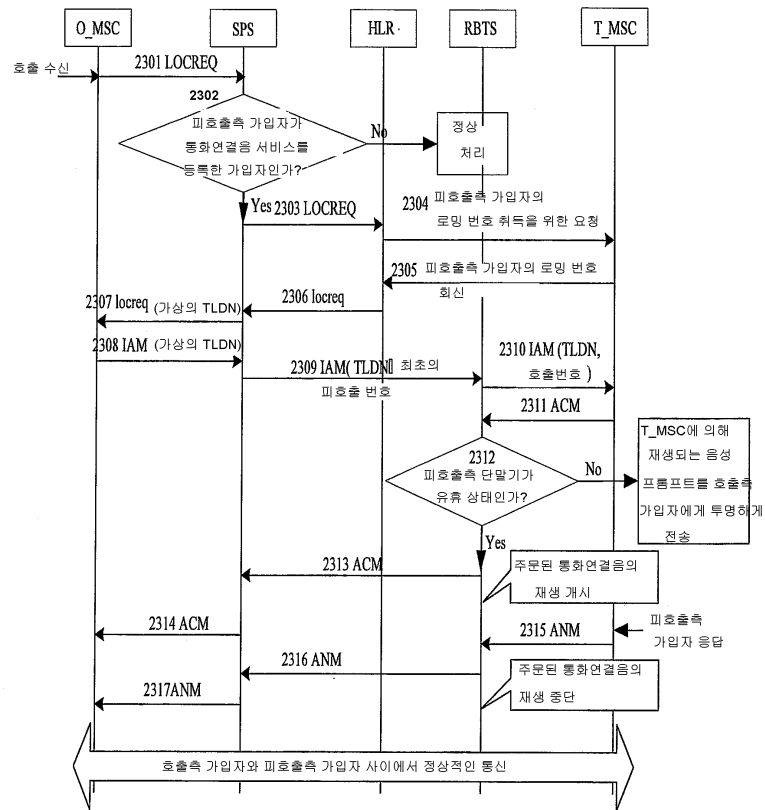 O_MSC
SPS
HLR
RBTS
T_MSC
호출 수신
2301 LOCREQ
2302
피호출측 가입자가
통화연결음 서비스를
등록한 가입자인가?
No
정상
처리
Yes
2303 LOCREQ
2304 피호출측 가입자의
로밍 번호 취득을 위한 요청
2305 피호출측 가입자의 로밍 번호
회신
2306 locreq
2307 locreq (가상의 TLDN)
2308 IAM (가상의 TLDN)
2309 IAM( TLDN 최초의
피호출 번호
2310 IAM (TLDN,
호출번호 )
2311 ACM
2312
피호출측 단말기가
유휴 상태인가?
No
T_MSC에 의해
재생되는 음성
프롬프트를 호출측
가입자에게 투명하게
전송
Yes
2313 ACM
주문된 통화연결음의
재생 개시
2314 ACM
2315 ANM
피호출측
가입자 응답
2316 ANM
주문된 통화연결음의
재생 중단
2317ANM
호출측 가입자와 피호출측 가입자 사이에서 정상적인 통신